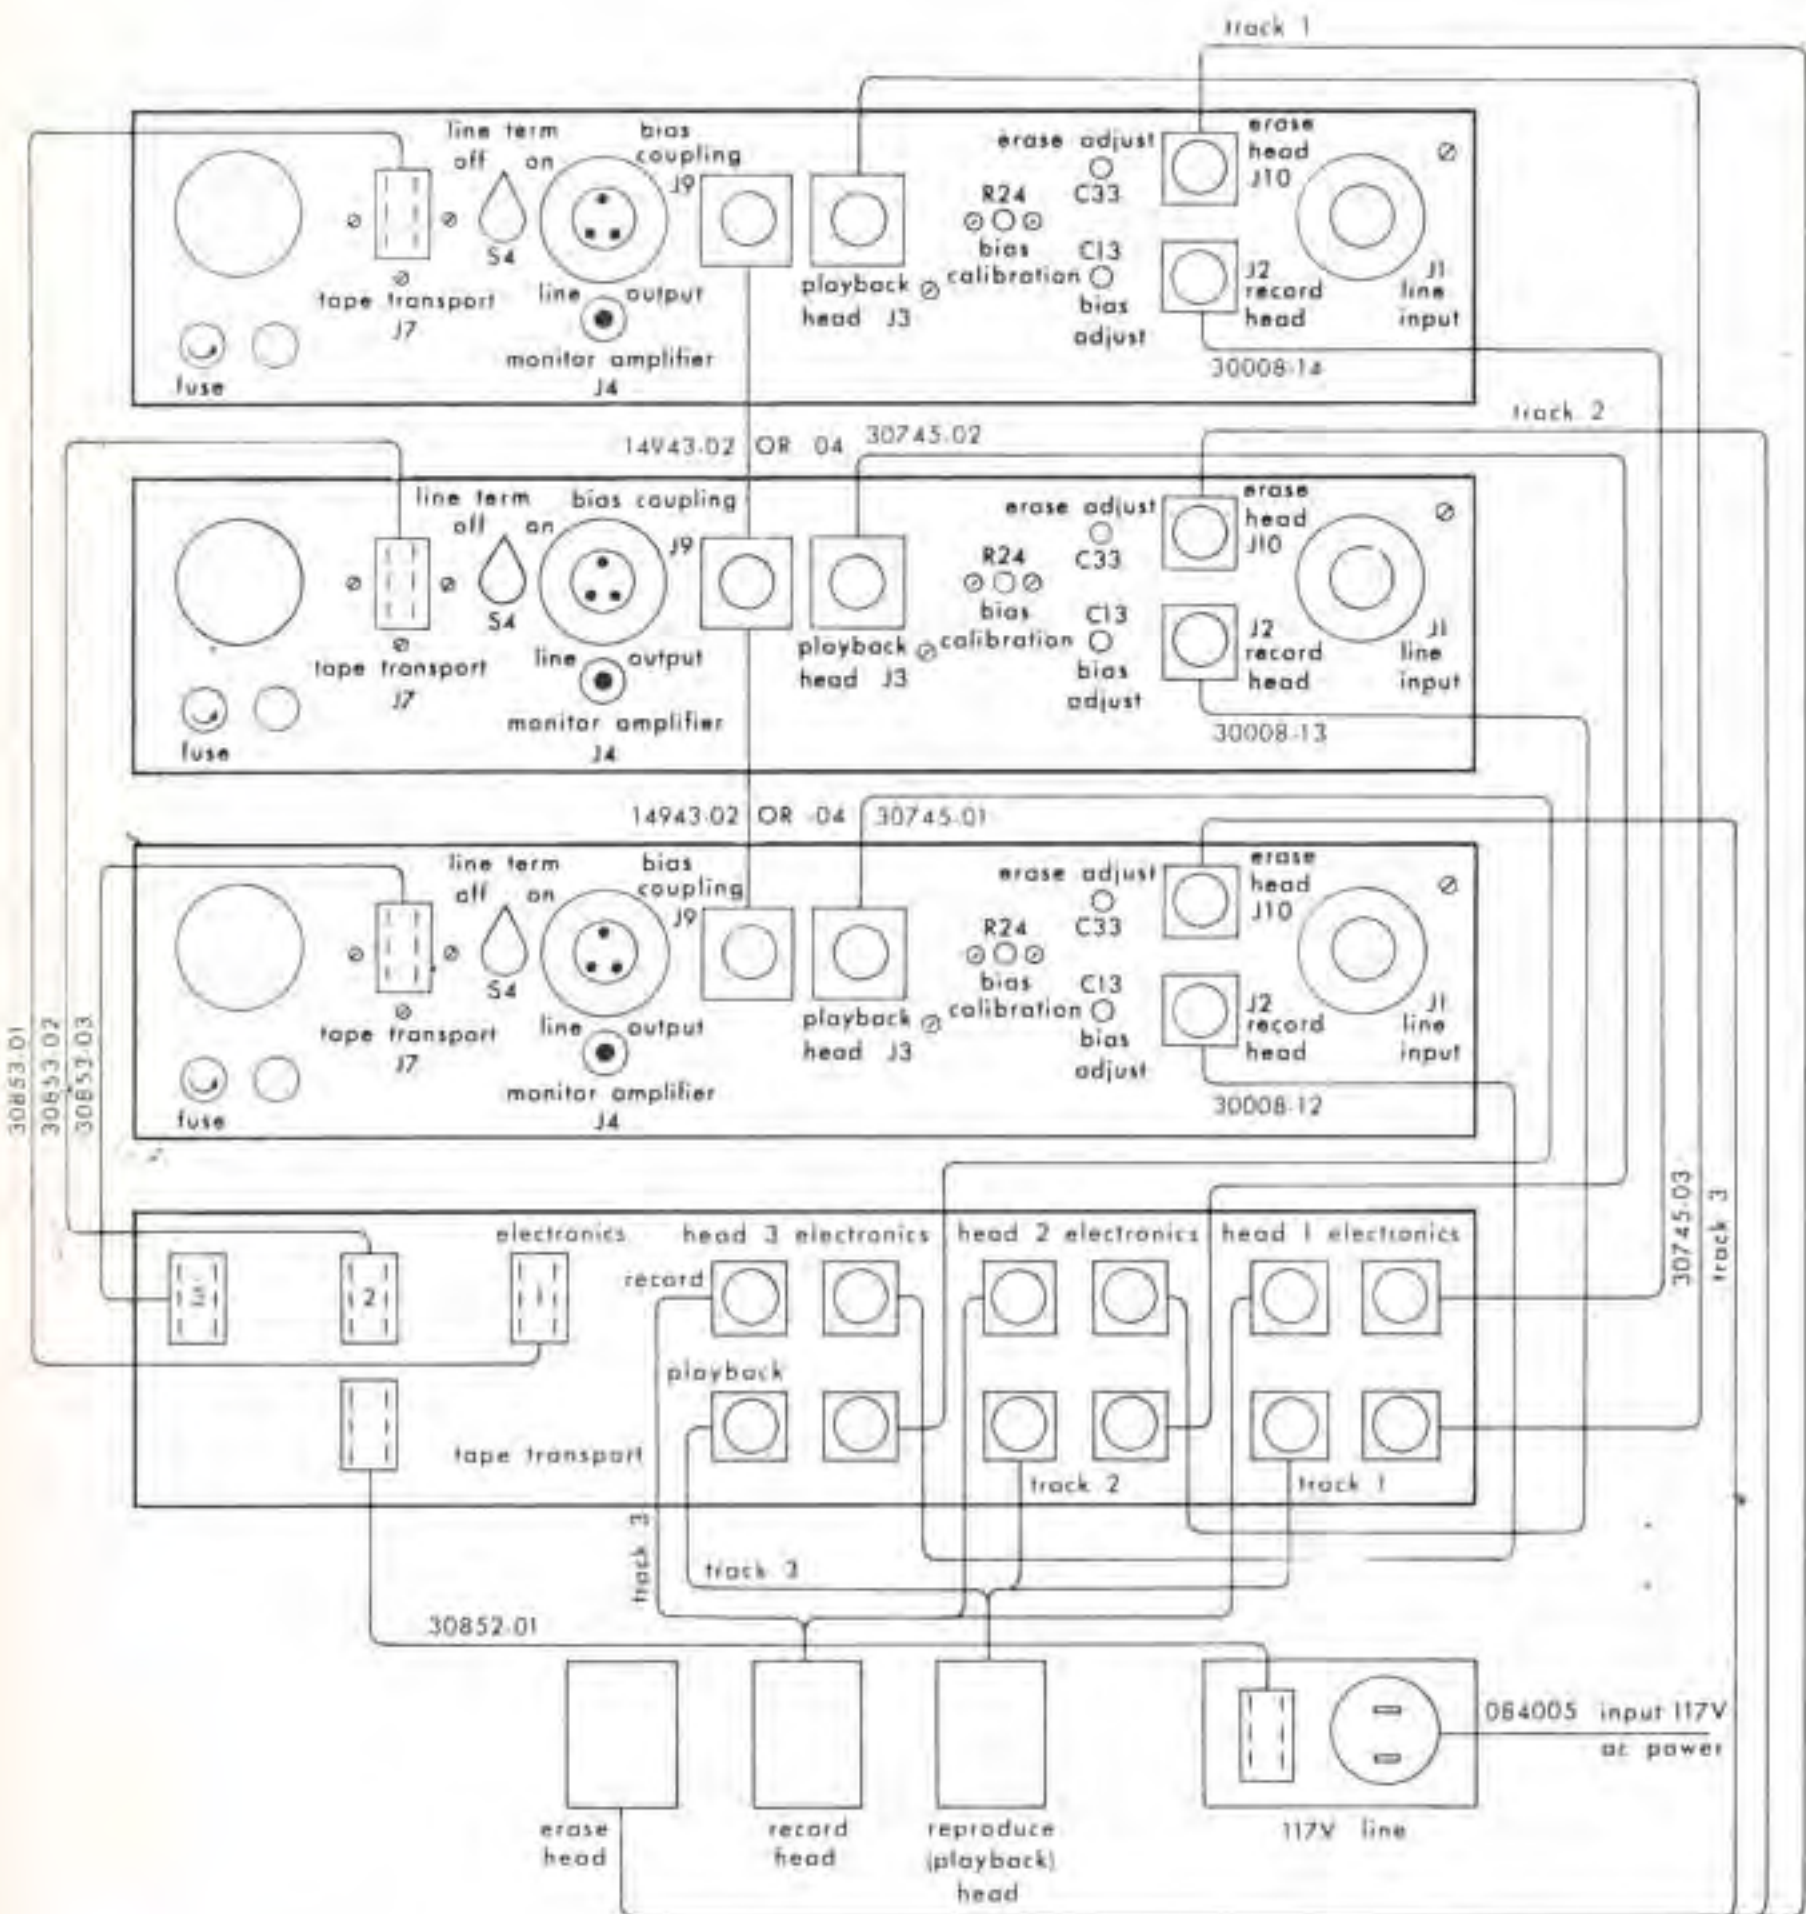 track 1
line term
off on
bias
coupling
J9
erase adjust
C33
erase
head
J10
R24
bias
calibration
C13
bias
adjust
S4
tape transport
J7
line output
playback
head J3
J2
record
head
J1
line
input
fuse
monitor amplifier
J4
30008-14
track 2
14943-02 OR 04
30745-02
line term
off on
bias coupling
J9
erase adjust
C33
erase
head
J10
R24
bias
calibration
C13
bias
adjust
S4
tape transport
J7
line output
playback
head J3
J2
record
head
J1
line
input
fuse
monitor amplifier
J4
30008-13
14943-02 OR -04
30745-01
line term
off on
bias
coupling
J9
erase adjust
C33
erase
head
J10
R24
bias
calibration
C13
bias
adjust
S4
tape transport
J7
line output
playback
head J3
J2
record
head
J1
line
input
fuse
monitor amplifier
J4
30008-12
30853-01
30853-02
30853-03
30745-03
track 3
electronics
head 3 electronics
head 2 electronics
head 1 electronics
record
2
1
playback
tape transport
track 2
track 1
track 3
track 3
30852-01
084005 input 117V
ac power
erase
head
record
head
reproduce
(playback)
head
117V line